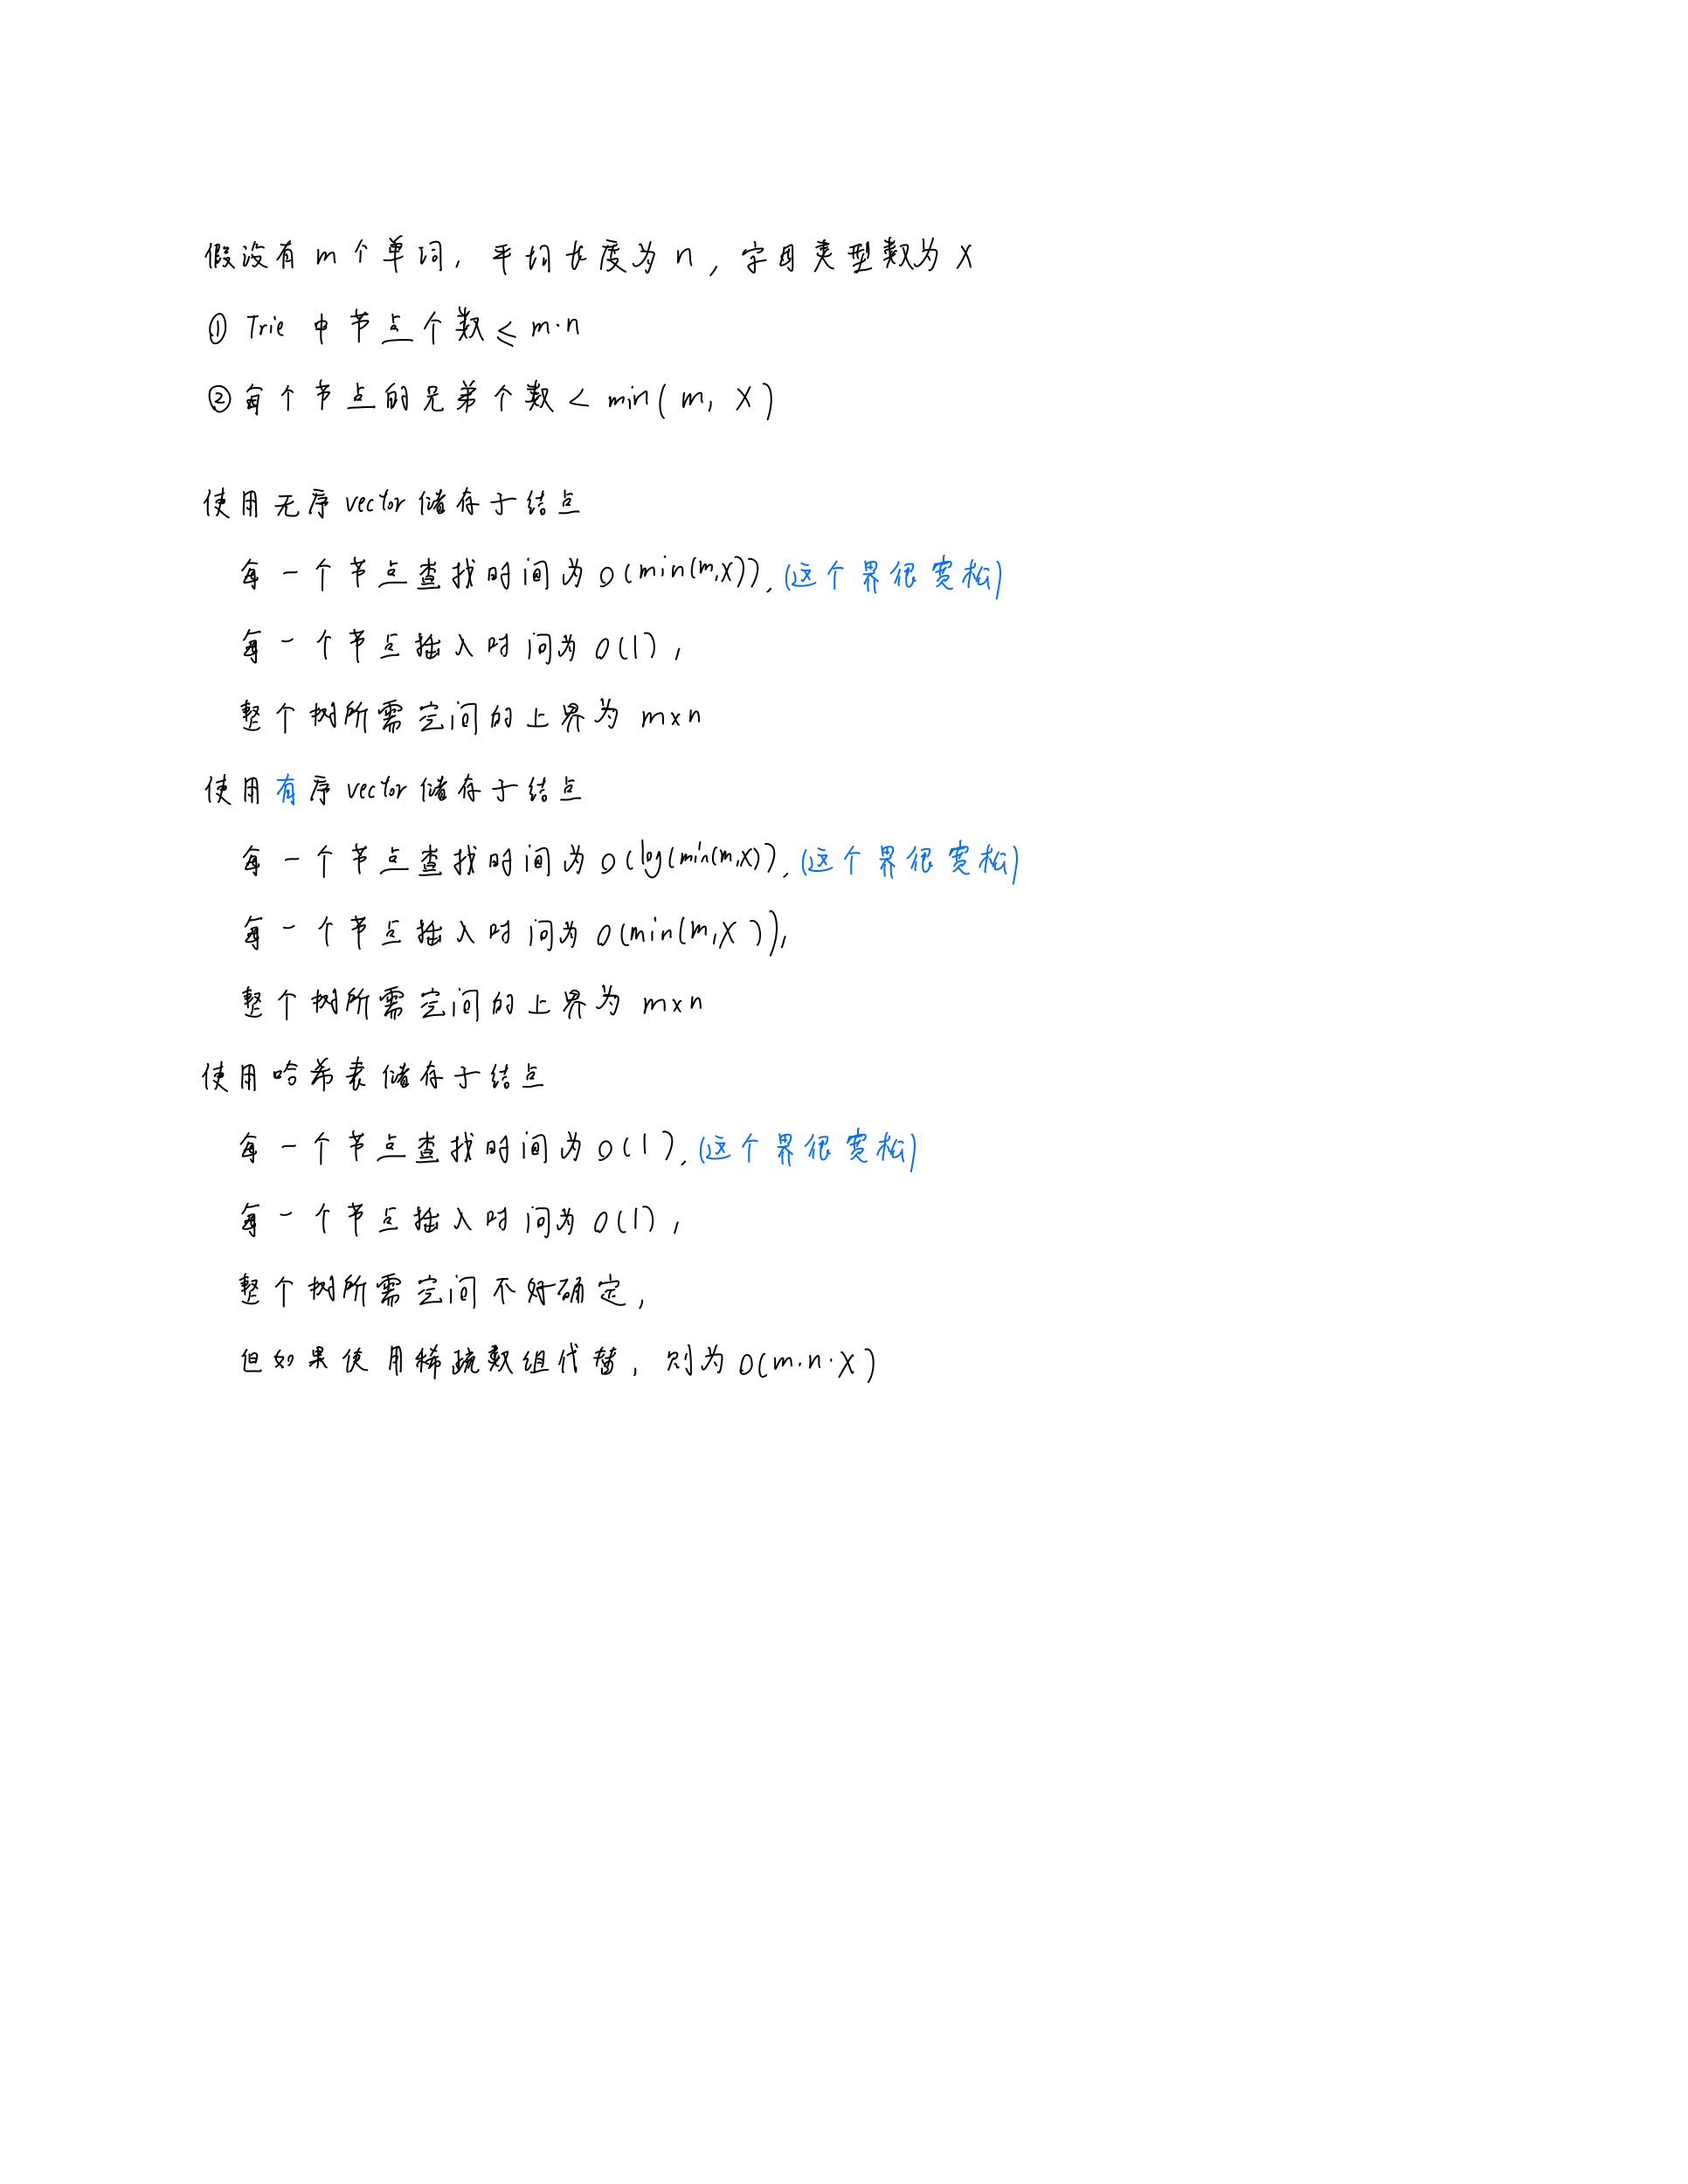 假设有 m 个单词, 平均长度为 n, 字母类型数为 X
① Trie 中节点个数 ≤ m·n
② 每个节点的兄弟个数 < min( m, X )
使用无序 vector 储存子结点
每一个节点查找时间为 O(min(m,X)), (这个界很宽松)
每一个节点插入时间为 O(1),
整个树所需空间的上界为 m×n
使用有序 vector 储存子结点
每一个节点查找时间为 O(log(min(m,X)), (这个界很宽松)
每一个节点插入时间为 O(min(m,X)),
整个树所需空间的上界为 m×n
使用哈希表储存子结点
每一个节点查找时间为 O(1), (这个界很宽松)
每一个节点插入时间为 O(1),
整个树所需空间不好确定,
但如果使用稀疏数组代替, 则为 O(m·n·X)